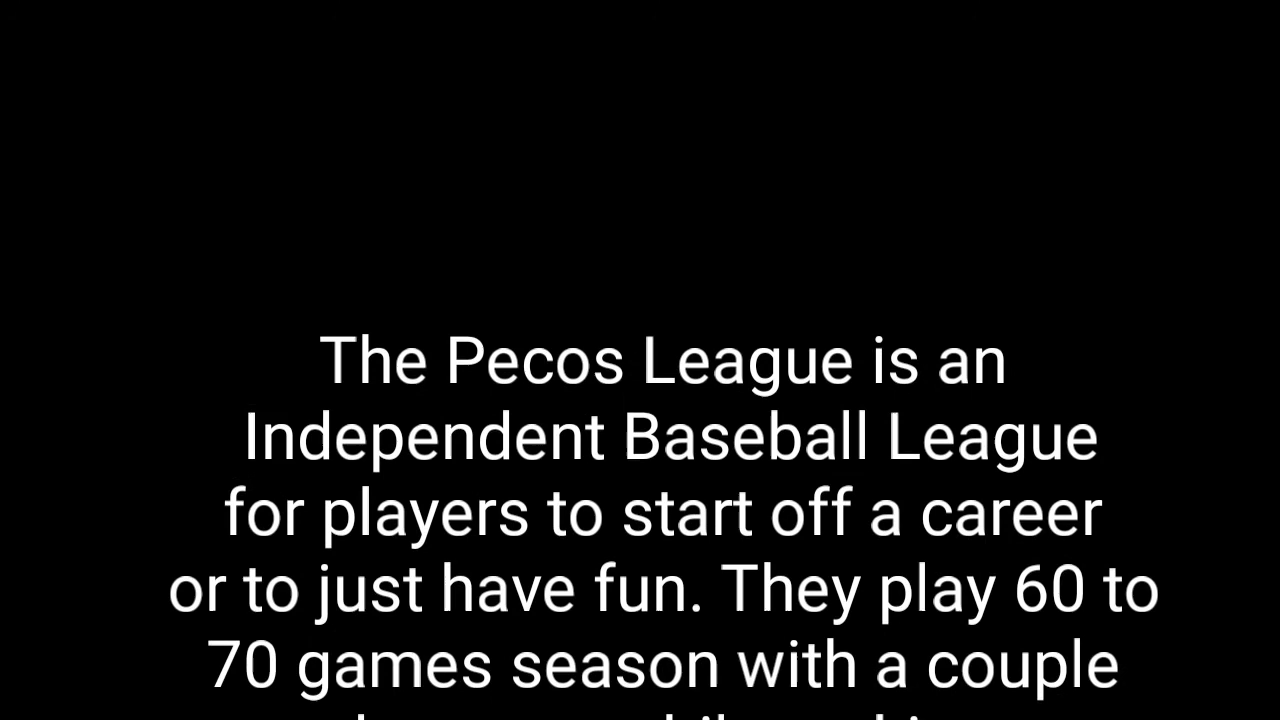 The Pecos League is an
Independent Baseball League
for players to start off a career
or to just have fun. They play 60 to
70 games season with a couple